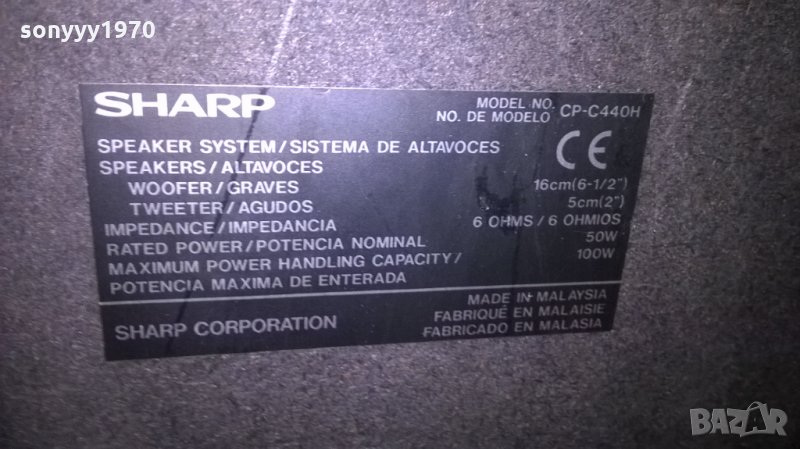 sonyyy1970
SHARP
MODEL NO.
NO. DE MODELO CP-C440H
SPEAKER SYSTEM/SISTEMA DE ALTAVOCES
CE
SPEAKERS/ALTAVOCES
WOOFER/GRAVES 16cm(6-1/2")
TWEETER/AGUDOS 5cm(2")
IMPEDANCE/IMPEDANCIA 6 OHMS/6 OHMIOS
RATED POWER/POTENCIA NOMINAL 50W
MAXIMUM POWER HANDLING CAPACITY/ 100W
POTENCIA MAXIMA DE ENTERADA
MADE IN MALAYSIA
SHARP CORPORATION FABRIQUÉ EN MALAISIE
FABRICADO EN MALASIA
BAZAR